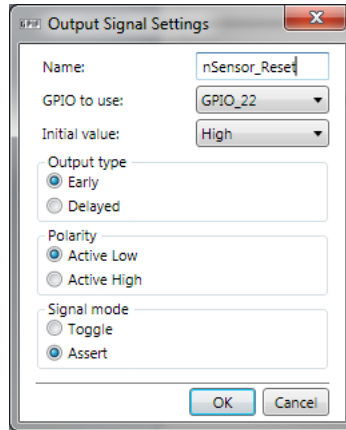 Output Signal Settings
Name: nSensor_Reset
GPIO to use: GPIO_22
Initial value: High
Output type
Early
Delayed
Polarity
Active Low
Active High
Signal mode
Toggle
Assert
OK Cancel